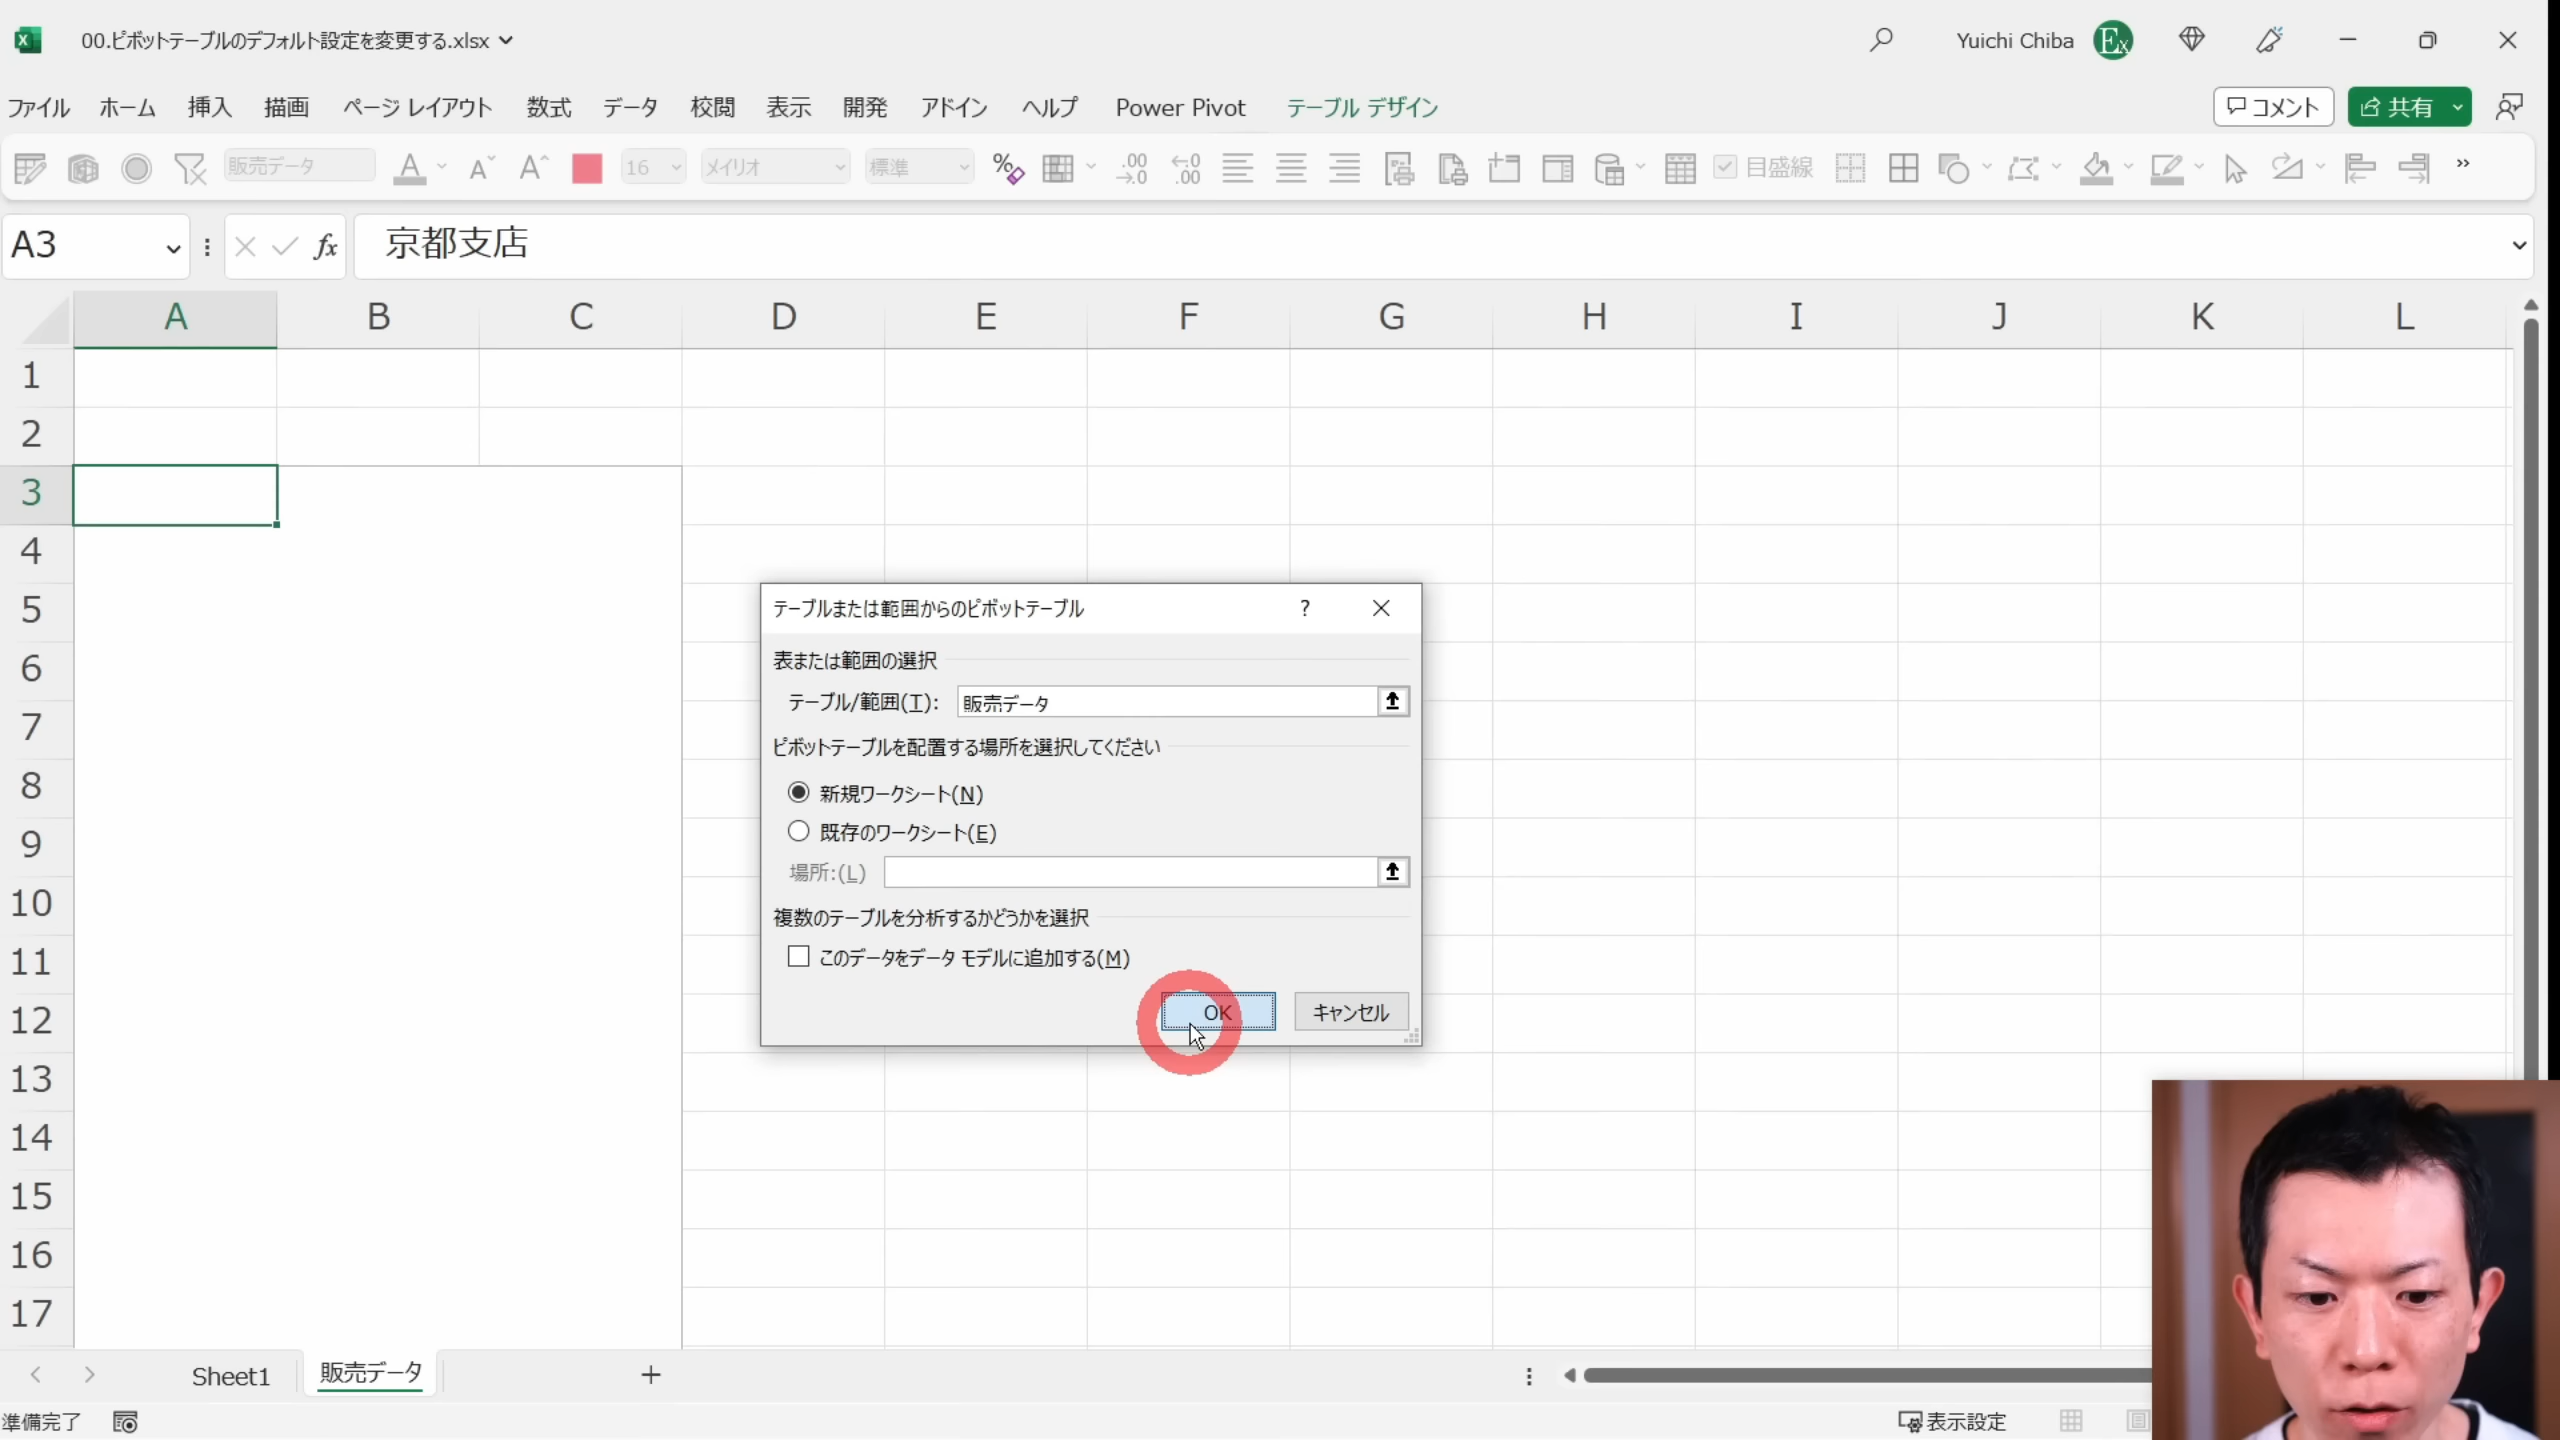 00.ピボットテーブルのデフォルト設定を変更する.xlsx
Yuichi Chiba
ファイル ホーム 挿入 描画 ページ レイアウト 数式 データ 校閲 表示 開発 アドイン ヘルプ Power Pivot テーブル デザイン コメント 共有
販売データ 16 メイリオ 標準 目盛線
A3 fx 京都支店
A B C D E F G H I J K L
1
2
3
4
5
6
7
8
9
10
11
12
13
14
15
16
17
テーブルまたは範囲からのピボットテーブル ?
表または範囲の選択
テーブル/範囲(T): 販売データ
ピボットテーブルを配置する場所を選択してください
新規ワークシート(N)
既存のワークシート(E)
場所:(L)
複数のテーブルを分析するかどうかを選択
このデータをデータ モデルに追加する(M)
OK キャンセル
Sheet1 販売データ
準備完了 表示設定